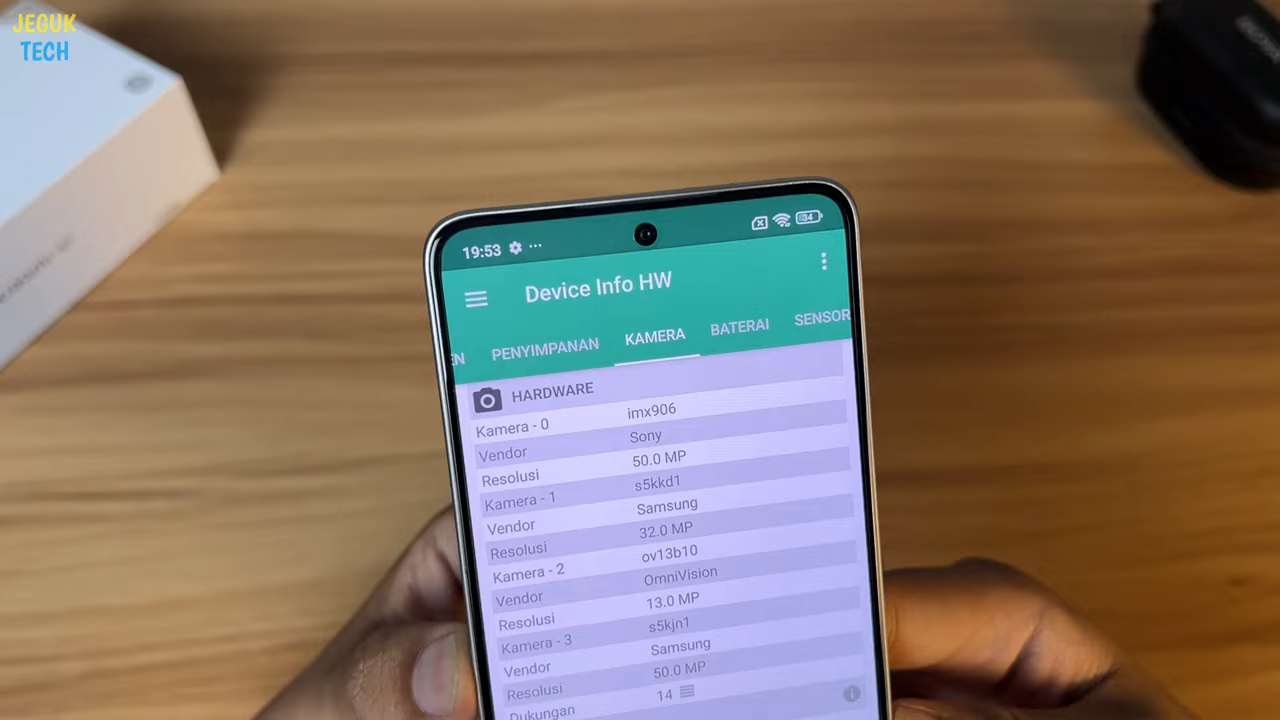 JEGUK
TECH
19:53 ... 34
Device Info HW
EN PENYIMPANAN KAMERA BATERAI SENSOR
HARDWARE
Kamera - 0 imx906
Vendor Sony
Resolusi 50.0 MP
Kamera - 1 s5kkd1
Vendor Samsung
Resolusi 32.0 MP
Kamera - 2 ov13b10
Vendor OmniVision
Resolusi 13.0 MP
Kamera - 3 s5kjn1
Vendor Samsung
Resolusi 50.0 MP
Dukungan 14